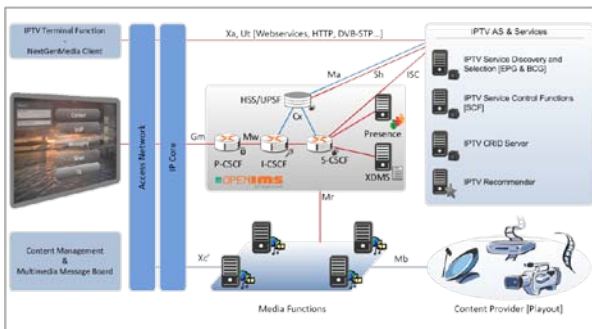 IPTV Terminal Function
-
NextGenMedia Client
Xa, Ut [Webservices, HTTP, DVB-STP...]
IPTV AS & Services
IPTV Service Discovery and
Selection [EPG & BCG]
IPTV Service Control Functions
[SCF]
IPTV CRID Server
IPTV Recommender
Ma
Sh
ISC
HSS/UPSF
Cx
Presence
Gm
Mw
P-CSCF
I-CSCF
S-CSCF
XDMS
OPENIMS
Access Network
IP Core
Mr
Content Management
&
Multimedia Message Board
Xc'
Mb
Media Functions
Content Provider [Playout]